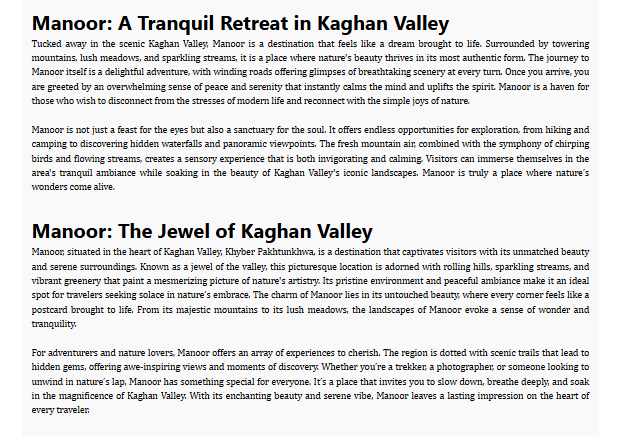 Manoor: A Tranquil Retreat in Kaghan Valley
Tucked away in the scenic Kaghan Valley, Manoor is a destination that feels like a dream brought to life. Surrounded by towering
mountains, lush meadows, and sparkling streams, it is a place where nature's beauty thrives in its most authentic form. The journey to
Manoor itself is a delightful adventure, with winding roads offering glimpses of breathtaking scenery at every turn. Once you arrive, you
are greeted by an overwhelming sense of peace and serenity that instantly calms the mind and uplifts the spirit. Manoor is a haven for
those who wish to disconnect from the stresses of modern life and reconnect with the simple joys of nature.
Manoor is not just a feast for the eyes but also a sanctuary for the soul. It offers endless opportunities for exploration, from hiking and
camping to discovering hidden waterfalls and panoramic viewpoints. The fresh mountain air, combined with the symphony of chirping
birds and flowing streams, creates a sensory experience that is both invigorating and calming. Visitors can immerse themselves in the
area's tranquil ambiance while soaking in the beauty of Kaghan Valley's iconic landscapes. Manoor is truly a place where nature's
wonders come alive.
Manoor: The Jewel of Kaghan Valley
Manoor, situated in the heart of Kaghan Valley, Khyber Pakhtunkhwa, is a destination that captivates visitors with its unmatched beauty
and serene surroundings. Known as a jewel of the valley, this picturesque location is adorned with rolling hills, sparkling streams, and
vibrant greenery that paint a mesmerizing picture of nature's artistry. Its pristine environment and peaceful ambiance make it an ideal
spot for travelers seeking solace in nature's embrace. The charm of Manoor lies in its untouched beauty, where every corner feels like a
postcard brought to life. From its majestic mountains to its lush meadows, the landscapes of Manoor evoke a sense of wonder and
tranquility.
For adventurers and nature lovers, Manoor offers an array of experiences to cherish. The region is dotted with scenic trails that lead to
hidden gems, offering awe-inspiring views and moments of discovery. Whether you're a trekker, a photographer, or someone looking to
unwind in nature's lap, Manoor has something special for everyone. It's a place that invites you to slow down, breathe deeply, and soak
in the magnificence of Kaghan Valley. With its enchanting beauty and serene vibe, Manoor leaves a lasting impression on the heart of
every traveler.